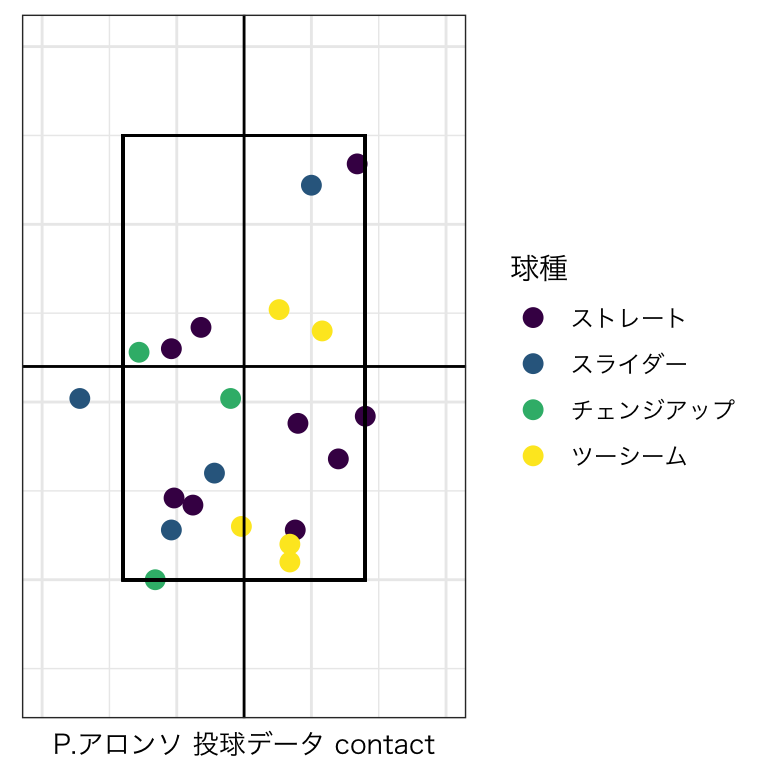 球種
ストレート
スライダー
チェンジアップ
ツーシーム
P.アロンソ 投球データ contact